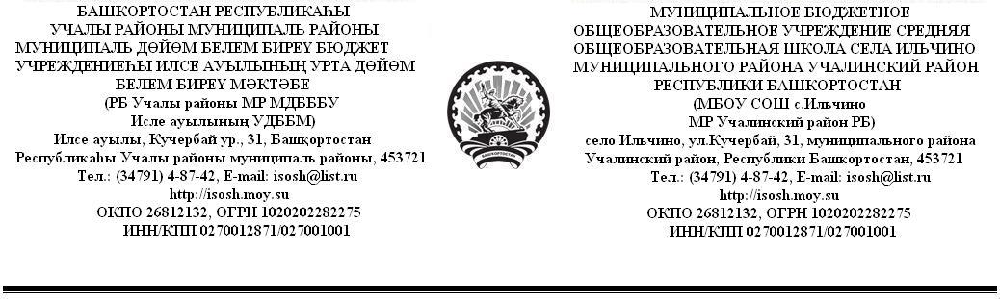 БАШКОРТОСТАН РЕСПУБЛИКАҺЫ
УЧАЛЫ РАЙОНЫ МУНИЦИПАЛЬ РАЙОНЫ
МУНИЦИПАЛЬ ДӨЙӨМ БЕЛЕМ БИРЕҮ БЮДЖЕТ
УЧРЕЖДЕНИЕҺЫ ИЛСЕ АУЫЛЫНЫҢ УРТА ДӨЙӨМ
БЕЛЕМ БИРЕҮ МӘКТӘБЕ
(РБ Учалы районы МР МДБББУ
Исле ауылының УДББМ)
Илсе ауылы, Кучербай ур., 31, Башҡортостан
Республикаһы Учалы районы муниципаль районы, 453721
Тел.: (34791) 4-87-42, E-mail: isosh@list.ru
http://isosh.moy.su
ОКПО 26812132, ОГРН 1020202282275
ИНН/КПП 0270012871/027001001
БАШКОРТОСТАН
МУНИЦИПАЛЬНОЕ БЮДЖЕТНОЕ
ОБЩЕОБРАЗОВАТЕЛЬНОЕ УЧРЕЖДЕНИЕ СРЕДНЯЯ
ОБЩЕОБРАЗОВАТЕЛЬНАЯ ШКОЛА СЕЛА ИЛЬЧИНО
МУНИЦИПАЛЬНОГО РАЙОНА УЧАЛИНСКИЙ РАЙОН
РЕСПУБЛИКИ БАШКОРТОСТАН
(МБОУ СОШ с.Ильчино
МР Учалинский район РБ)
село Ильчино, ул.Кучербай, 31, муниципального района
Учалинский район, Республики Башкортостан, 453721
Тел.: (34791) 4-87-42, E-mail: isosh@list.ru
http://isosh.moy.su
ОКПО 26812132, ОГРН 1020202282275
ИНН/КПП 0270012871/027001001